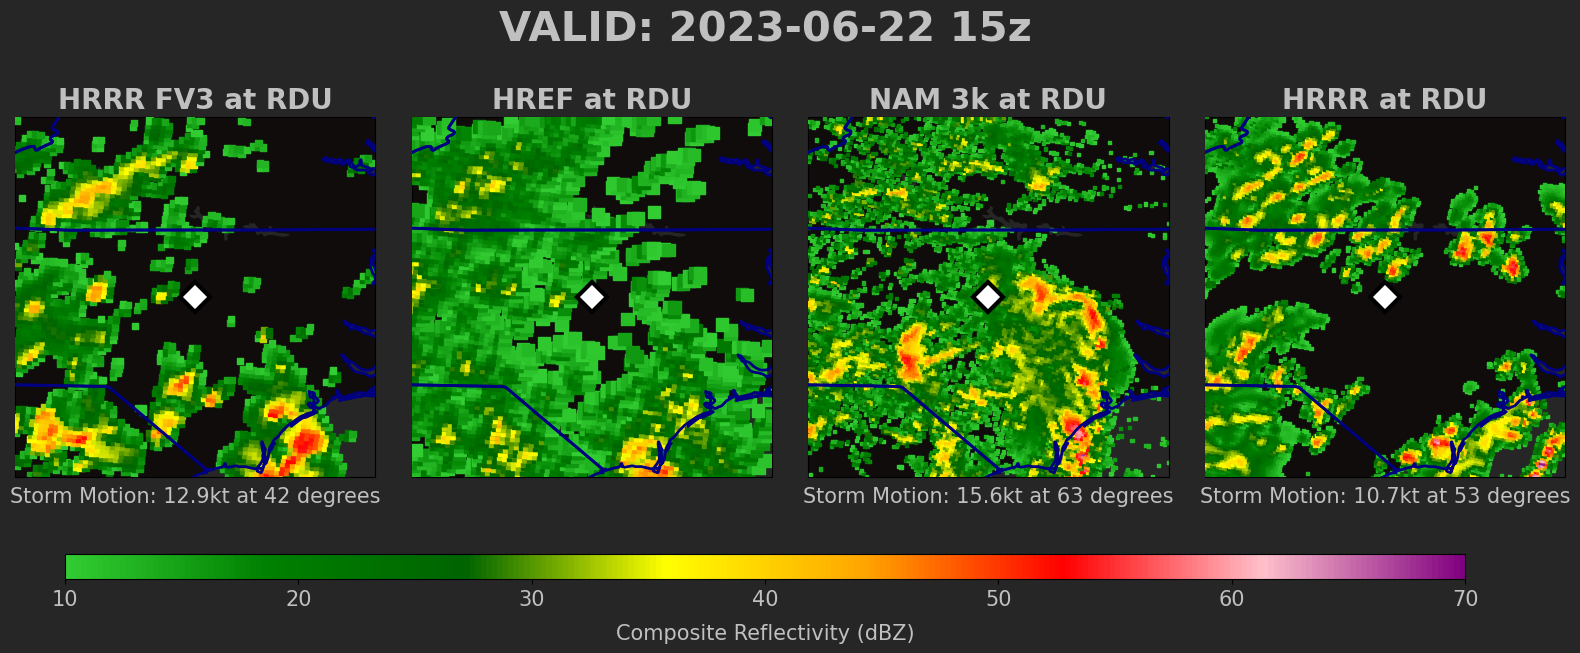 VALID: 2023-06-22 15z
HRRR FV3 at RDU
HREF at RDU
NAM 3k at RDU
HRRR at RDU
Storm Motion: 12.9kt at 42 degrees
Storm Motion: 15.6kt at 63 degrees
Storm Motion: 10.7kt at 53 degrees
10 20 30 40 50 60 70
Composite Reflectivity (dBZ)